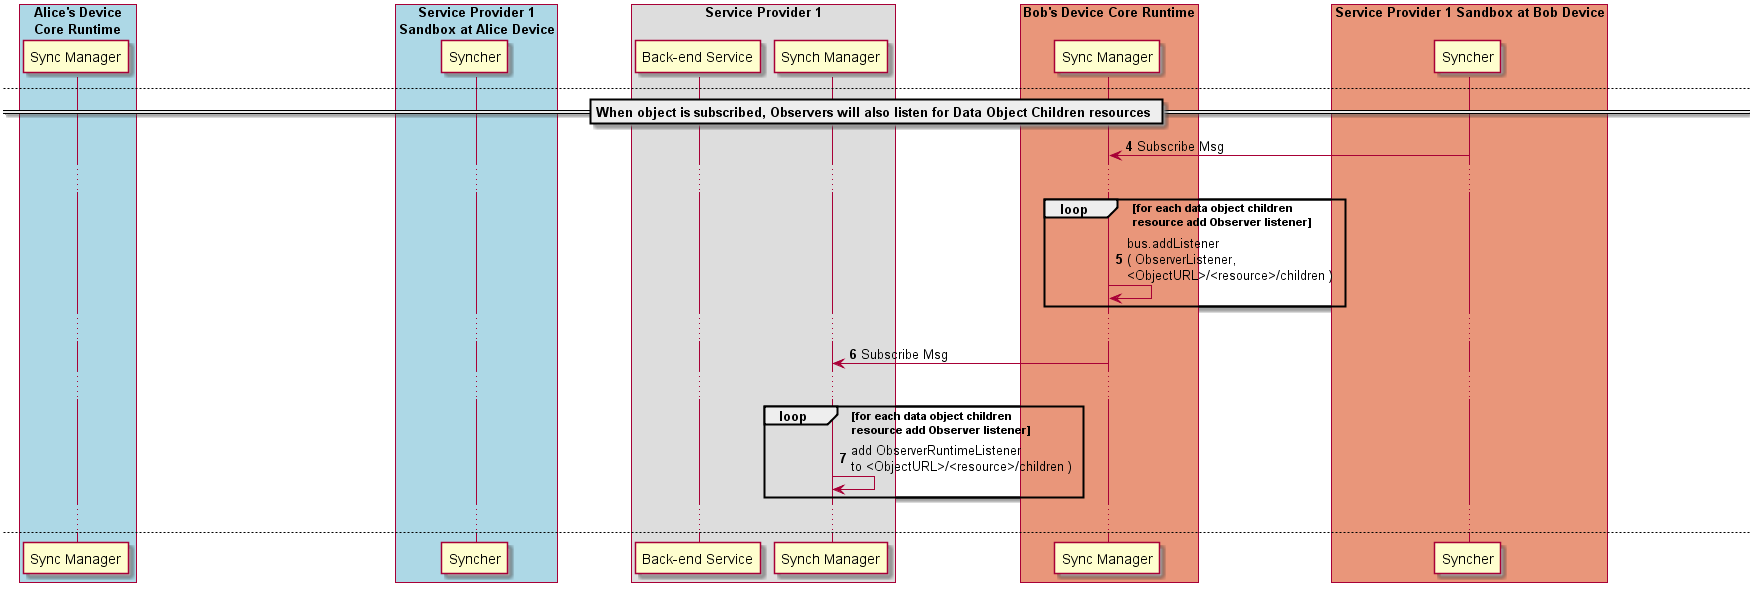 Alice's Device
Core Runtime
Service Provider 1
Sandbox at Alice Device
Service Provider 1
Bob's Device Core Runtime
Service Provider 1 Sandbox at Bob Device
Sync Manager
Syncher
Back-end Service
Synch Manager
Sync Manager
Syncher
When object is subscribed, Observers will also listen for Data Object Children resources
4 Subscribe Msg
loop
[for each data object children
resource add Observer listener]
bus.addListener
5 ( ObserverListener,
<ObjectURL>/<resource>/children )
6 Subscribe Msg
loop
[for each data object children
resource add Observer listener]
7 add ObserverRuntimeListener
to <ObjectURL>/<resource>/children )
Sync Manager
Syncher
Back-end Service
Synch Manager
Sync Manager
Syncher